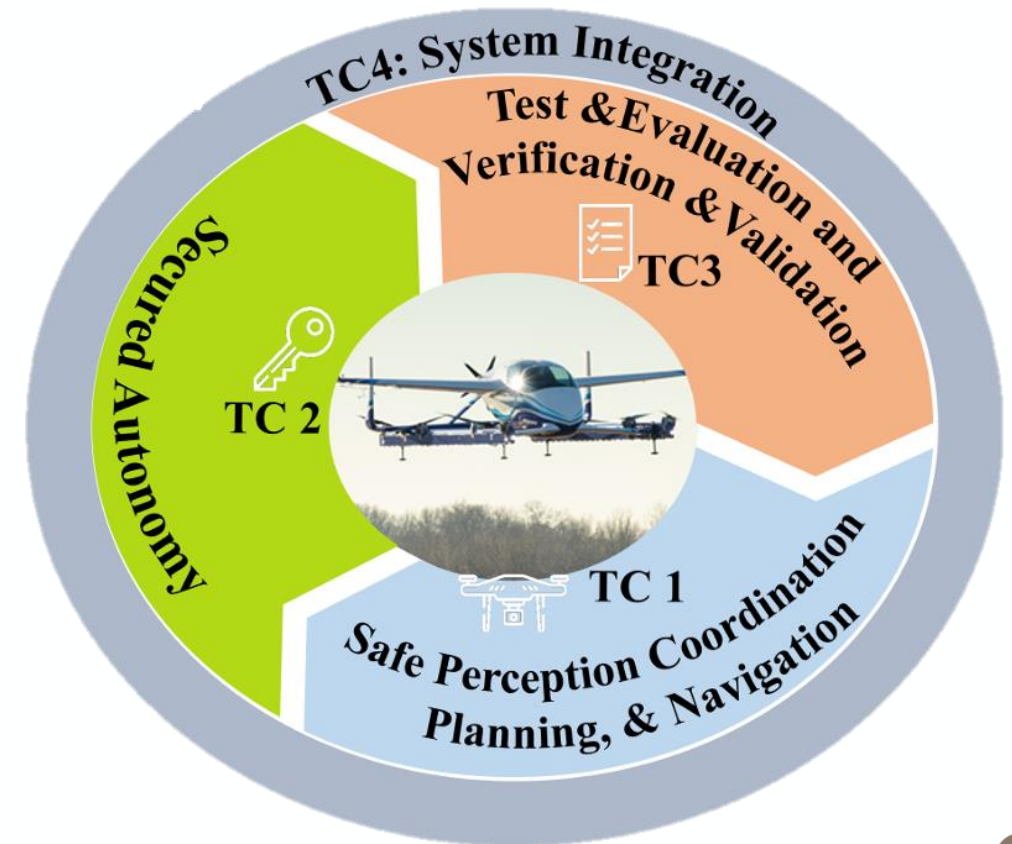 TC4: System Integration
Test &Evaluation and
Verification &Validation
TC3
Secured Autonomy
TC 2
TC 1
Safe Perception Coordination
Planning, & Navigation